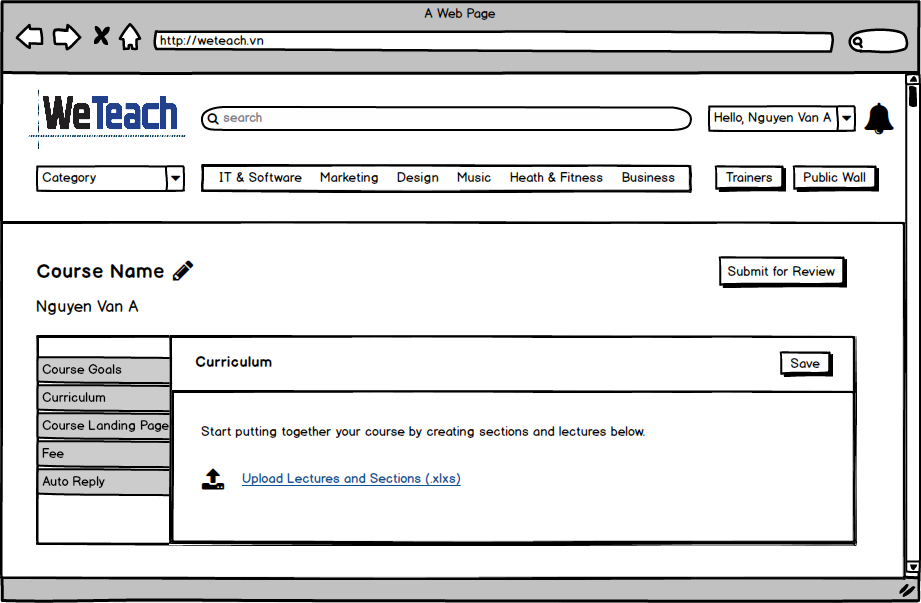 A Web Page
http://weteach.vn
WeTeach
search
Hello, Nguyen Van A
Category
IT & Software Marketing Design Music Heath & Fitness Business
Trainers
Public Wall
Course Name
Submit for Review
Nguyen Van A
Course Goals
Curriculum
Course Landing Page
Fee
Auto Reply
Curriculum
Save
Start putting together your course by creating sections and lectures below.
Upload Lectures and Sections (.xlxs)